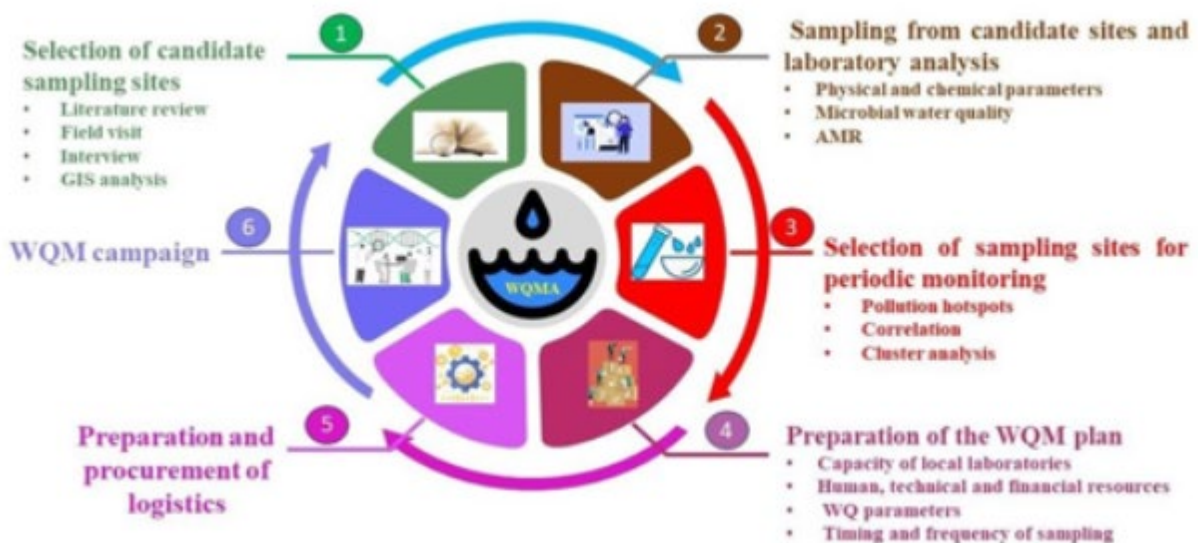 1
Selection of candidate
sampling sites
• Literature review
• Field visit
• Interview
• GIS analysis
2
Sampling from candidate sites and
laboratory analysis
• Physical and chemical parameters
• Microbial water quality
• AMR
3
Selection of sampling sites for
periodic monitoring
• Pollution hotspots
• Correlation
• Cluster analysis
4
Preparation of the WQM plan
• Capacity of local laboratories
• Human, technical and financial resources
• WQ parameters
• Timing and frequency of sampling
5
Preparation and
procurement of
logistics
6
WQM campaign
WQMA